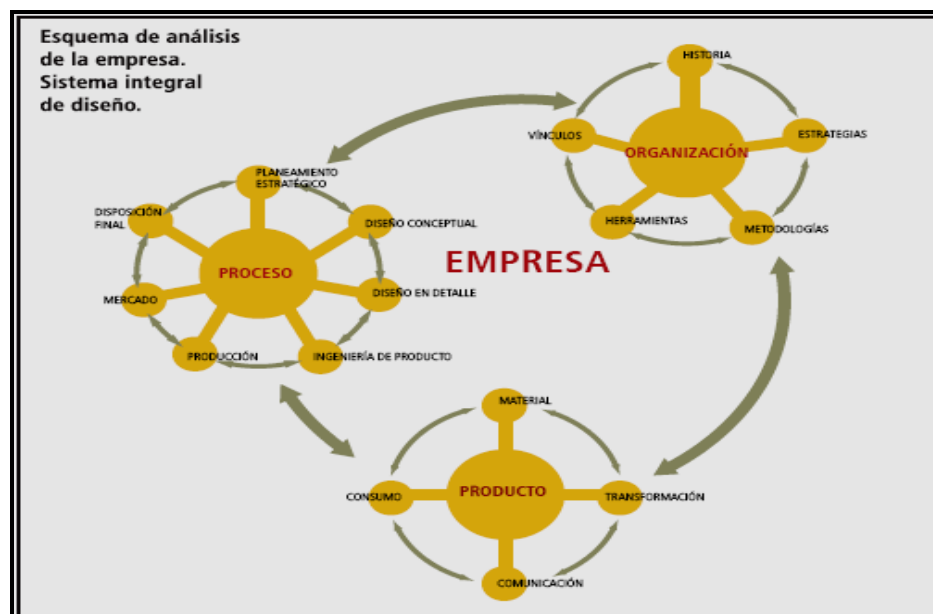 Esquema de análisis
de la empresa.
Sistema integral
de diseño.
HISTORIA
VÍNCULOS
ESTRATEGIAS
ORGANIZACIÓN
HERRAMIENTAS
METODOLOGÍAS
PLANEAMIENTO
ESTRATÉGICO
DISPOSICIÓN
FINAL
DISEÑO CONCEPTUAL
PROCESO
MERCADO
DISEÑO EN DETALLE
PRODUCCIÓN
INGENIERÍA DE PRODUCTO
EMPRESA
MATERIAL
CONSUMO
PRODUCTO
TRANSFORMACIÓN
COMUNICACIÓN